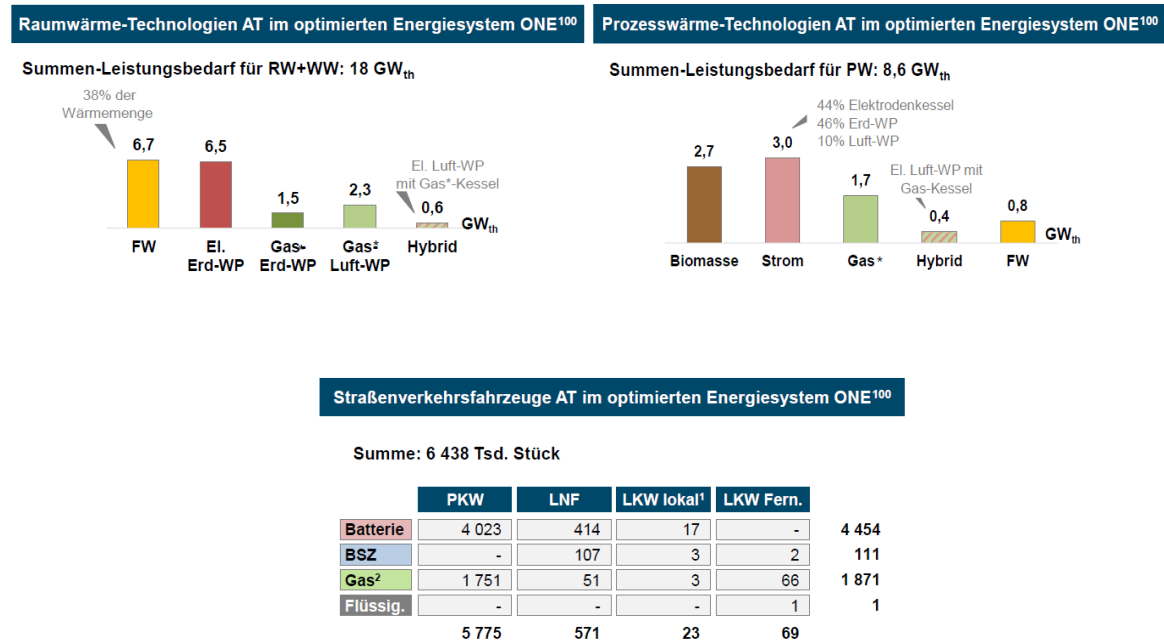 Raumwärme-Technologien AT im optimierten Energiesystem ONE¹⁰⁰
Summen-Leistungsbedarf für RW+WW: 18 GWth
38% der
Wärmemenge
6,7
6,5
1,5
2,3
El. Luft-WP
mit Gas*-Kessel
0,6
GWth
FW
El.
Erd-WP
Gas-
Erd-WP
Gas*
Luft-WP
Hybrid
Prozesswärme-Technologien AT im optimierten Energiesystem ONE¹⁰⁰
Summen-Leistungsbedarf für PW: 8,6 GWth
44% Elektrodenkessel
46% Erd-WP
10% Luft-WP
2,7
3,0
1,7
El. Luft-WP mit
Gas-Kessel
0,4
0,8
GWth
Biomasse Strom Gas* Hybrid FW
Straßenverkehrsfahrzeuge AT im optimierten Energiesystem ONE¹⁰⁰
Summe: 6 438 Tsd. Stück
PKW LNF LKW lokal¹ LKW Fern.
Batterie 4 023 414 17 - 4 454
BSZ - 107 3 2 111
Gas² 1 751 51 3 66 1 871
Flüssig. - - - 1 1
5 775 571 23 69